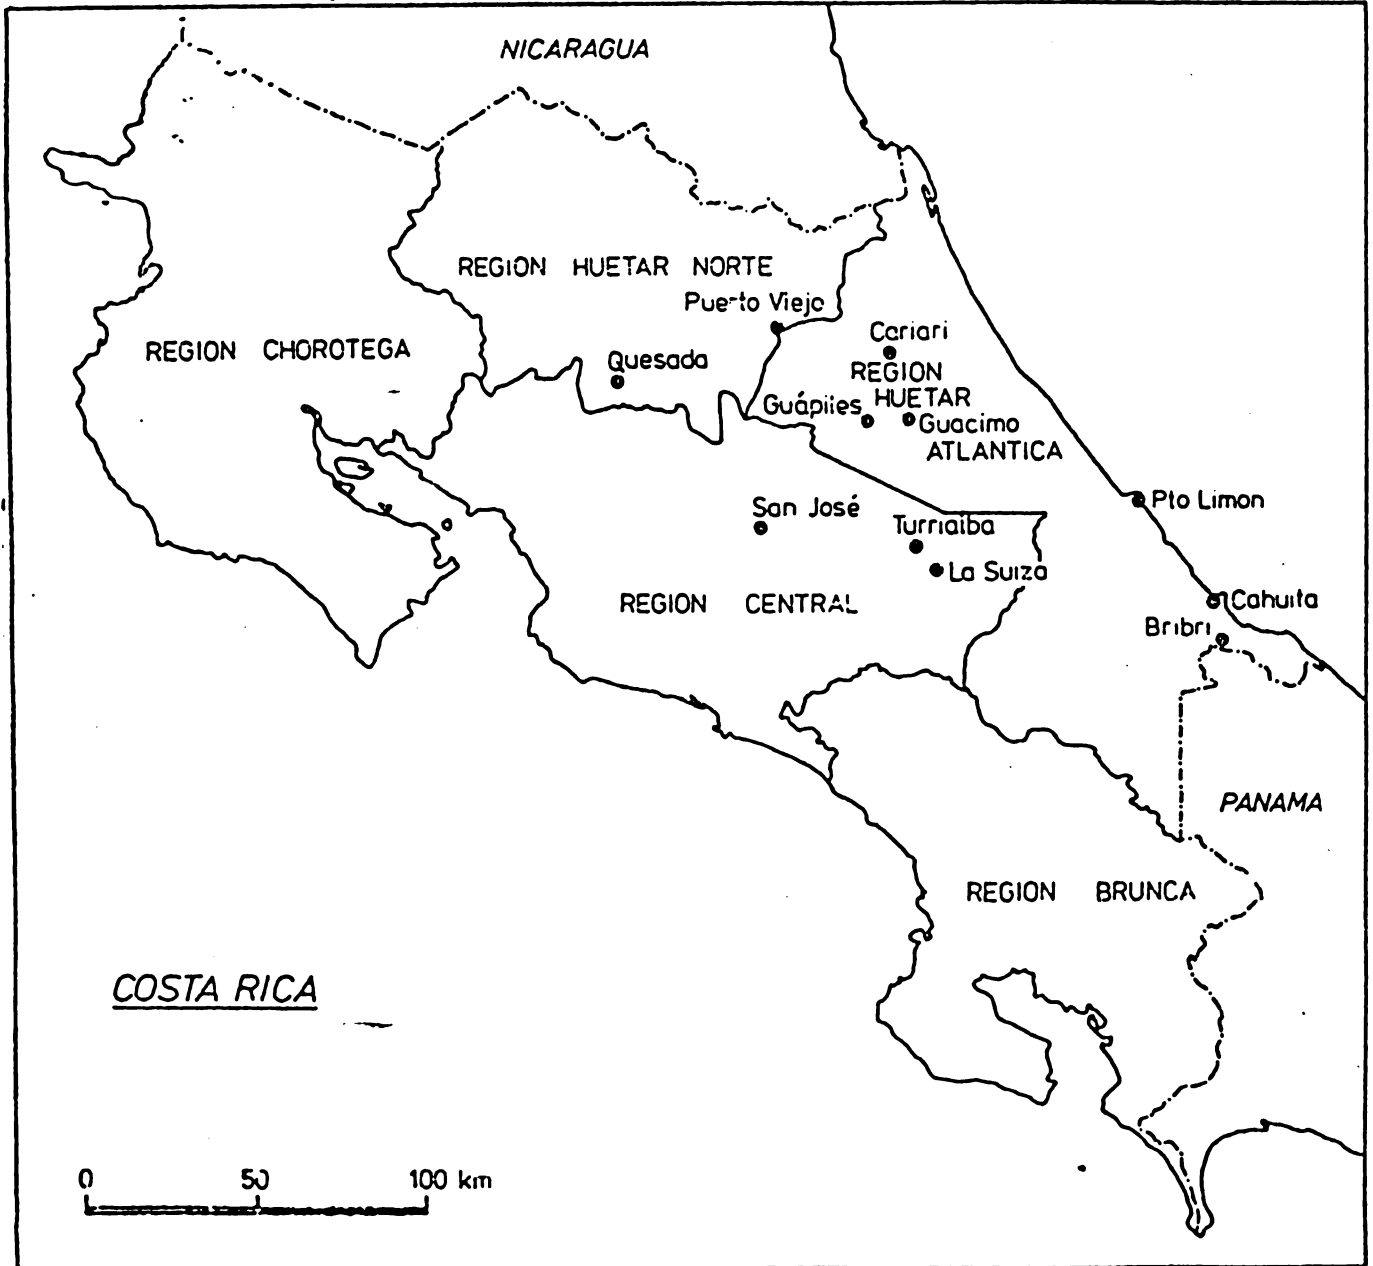 NICARAGUA
REGION HUETAR NORTE
Puerto Viejo
Cariari
REGION CHOROTEGA
Quesada
REGION
HUETAR
Guápiles
Guacimo
ATLANTICA
San José
Pto Limon
Turrialba
La Suiza
REGION CENTRAL
Cahuita
Bribri
PANAMA
REGION BRUNCA
COSTA RICA
0 50 100 km